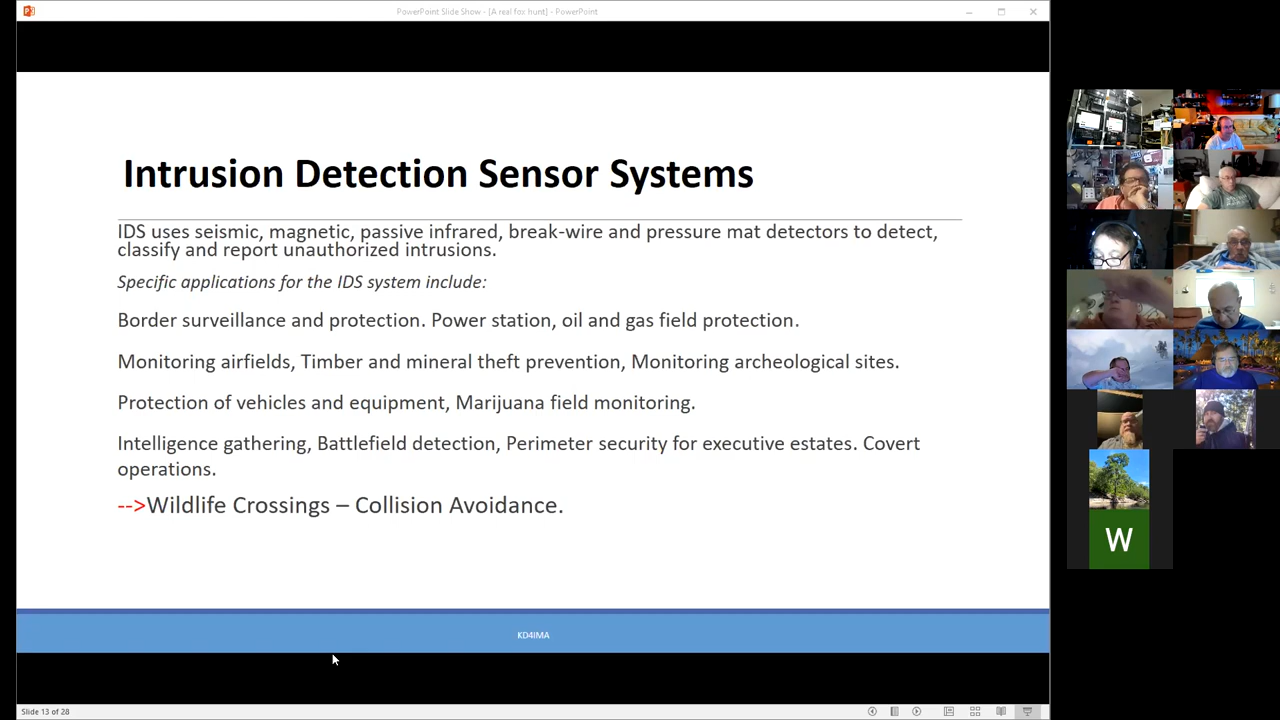 PowerPoint Slide Show - [A real fox hunt] - PowerPoint
Intrusion Detection Sensor Systems
IDS uses seismic, magnetic, passive infrared, break-wire and pressure mat detectors to detect,
classify and report unauthorized intrusions.
Specific applications for the IDS system include:
Border surveillance and protection. Power station, oil and gas field protection.
Monitoring airfields, Timber and mineral theft prevention, Monitoring archeological sites.
Protection of vehicles and equipment, Marijuana field monitoring.
Intelligence gathering, Battlefield detection, Perimeter security for executive estates. Covert
operations.
-->Wildlife Crossings – Collision Avoidance.
KD4IMA
Slide 13 of 28
W